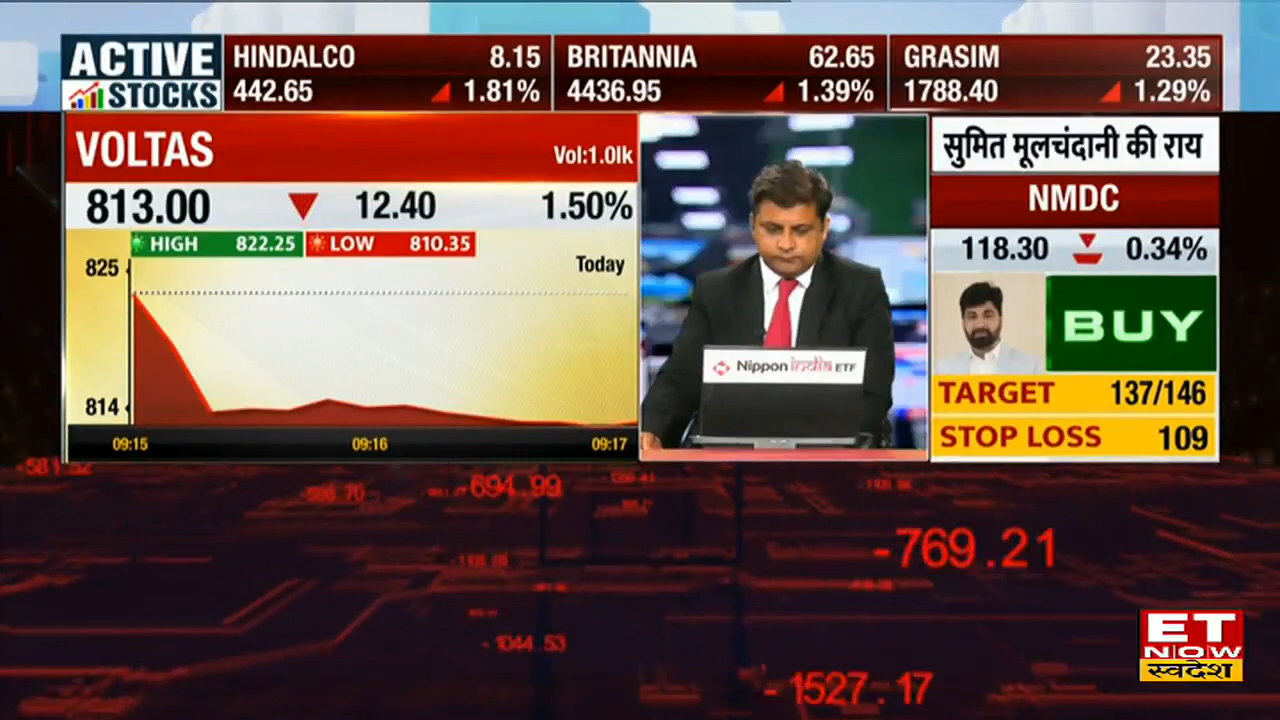 ACTIVE STOCKS
HINDALCO 8.15
442.65 1.81%
BRITANNIA 62.65
4436.95 1.39%
GRASIM 23.35
1788.40 1.29%
VOLTAS Vol:1.0lk
813.00 12.40 1.50%
HIGH 822.25 LOW 810.35
Today
825
814
09:15 09:16 09:17
Nippon india ETF
सुमित मूलचंदानी की राय
NMDC
118.30 0.34%
BUY
TARGET 137/146
STOP LOSS 109
-581.52
-694.99
-769.21
-1044.53
-1527.17
ET
NOW
स्वदेश